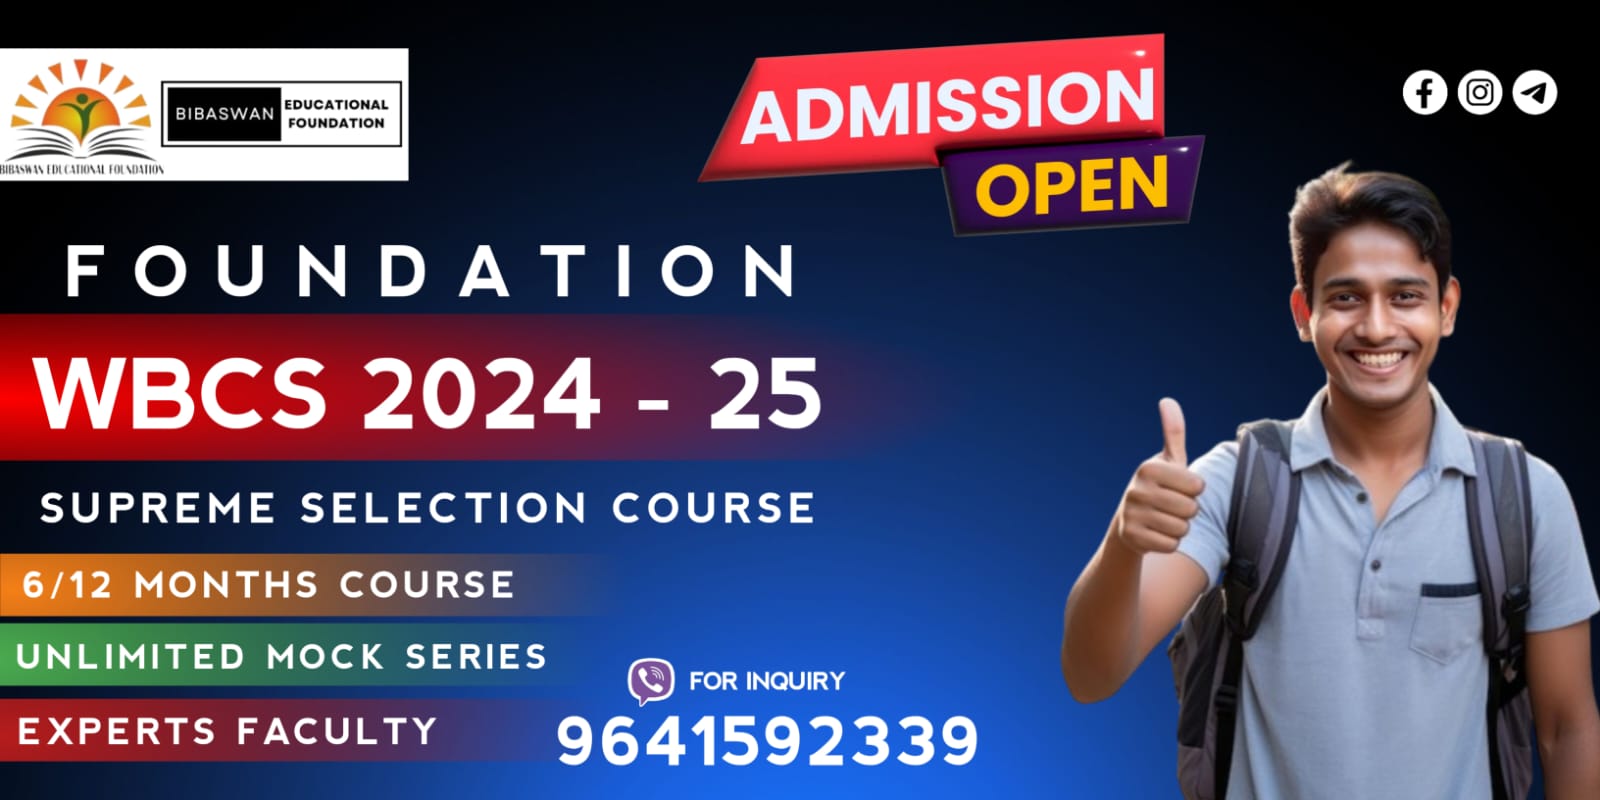 BIBASWAN EDUCATIONAL FOUNDATION
BIBASWAN
EDUCATIONAL
FOUNDATION
ADMISSION
OPEN
FOUNDATION
WBCS 2024 - 25
SUPREME SELECTION COURSE
6/12 MONTHS COURSE
UNLIMITED MOCK SERIES
EXPERTS FACULTY
FOR INQUIRY
9641592339